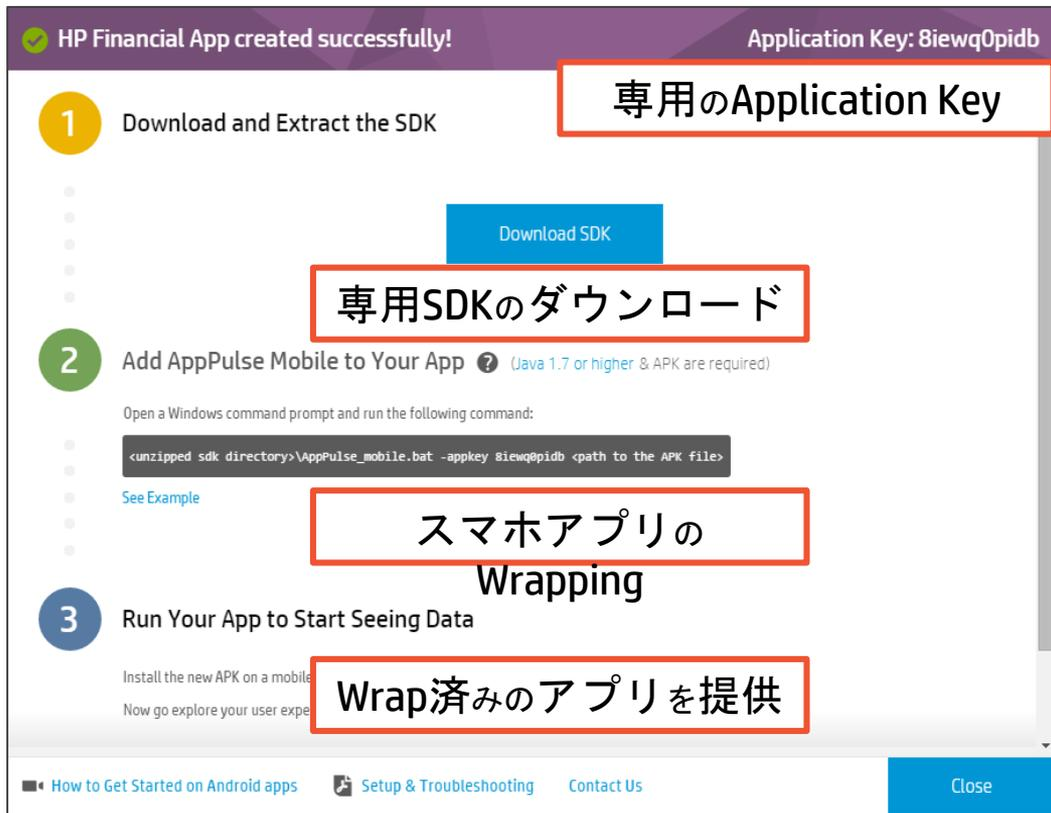 HP Financial App created successfully!
Application Key: 8iewq0pidb
専用のApplication Key
1
Download and Extract the SDK
Download SDK
専用SDKのダウンロード
2
Add AppPulse Mobile to Your App ? (Java 1.7 or higher & APK are required)
Open a Windows command prompt and run the following command:
<unzipped sdk directory>\AppPulse_mobile.bat -appkey 8iewq0pidb <path to the APK file>
See Example
スマホアプリの
Wrapping
3
Run Your App to Start Seeing Data
Install the new APK on a mobile
Now go explore your user expe
Wrap済みのアプリを提供
How to Get Started on Android apps
Setup & Troubleshooting
Contact Us
Close